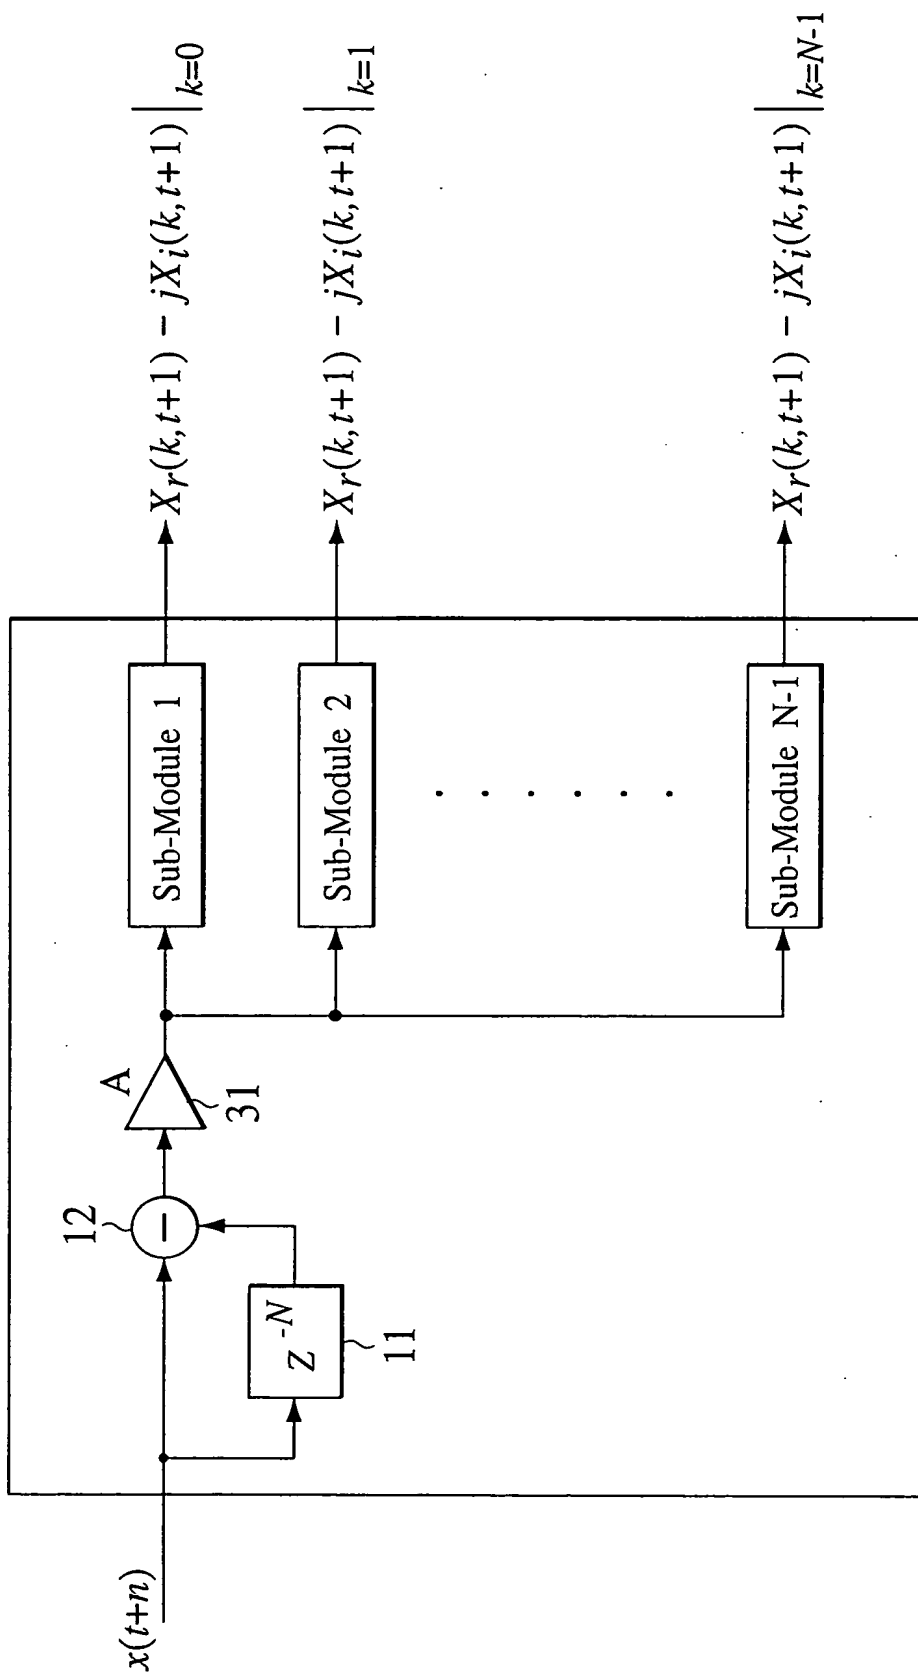 x(t+n)
z^-N
11
12
-
A
31
Sub-Module 1
Sub-Module 2
. . . . . .
Sub-Module N-1
X_r(k,t+1) - jX_i(k,t+1)|_k=0
X_r(k,t+1) - jX_i(k,t+1)|_k=1
X_r(k,t+1) - jX_i(k,t+1)|_k=N-1